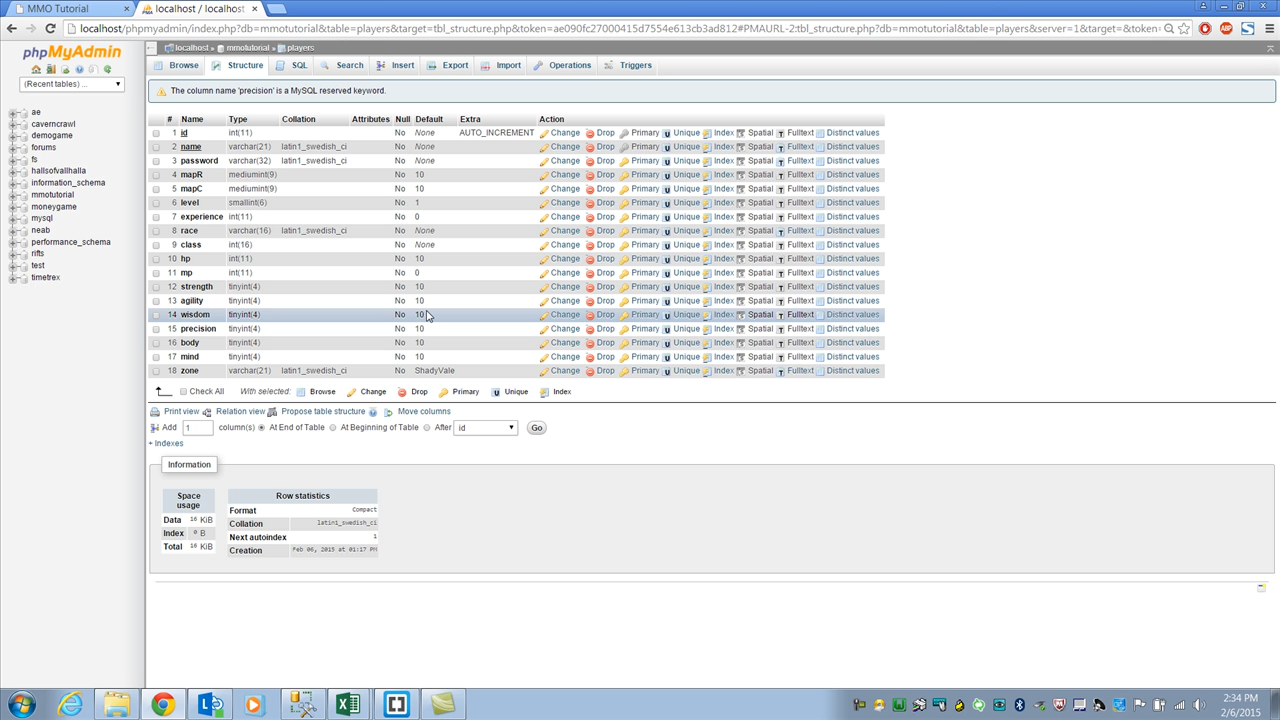 MMO Tutorial
localhost / localhost
localhost/phpmyadmin/index.php?db=mmotutorial&table=players&target=tbl_structure.php&token=ae090fc27000415d7554e613cb3ad812#PMAURL-2:tbl_structure.php?db=mmotutorial&table=players&server=1&target=&token=
phpMyAdmin
(Recent tables) ...
ae
caverncrawl
demogame
forums
fs
hallsofvallhalla
information_schema
mmotutorial
moneygame
mysql
neab
performance_schema
rifts
test
timetrex
localhost » mmotutorial » players
Browse Structure SQL Search Insert Export Import Operations Triggers
The column name 'precision' is a MySQL reserved keyword.
# Name Type Collation Attributes Null Default Extra Action
1 id int(11) No None AUTO_INCREMENT Change Drop Primary Unique Index Spatial Fulltext Distinct values
2 name varchar(21) latin1_swedish_ci No None Change Drop Primary Unique Index Spatial Fulltext Distinct values
3 password varchar(32) latin1_swedish_ci No None Change Drop Primary Unique Index Spatial Fulltext Distinct values
4 mapR mediumint(9) No 10 Change Drop Primary Unique Index Spatial Fulltext Distinct values
5 mapC mediumint(9) No 10 Change Drop Primary Unique Index Spatial Fulltext Distinct values
6 level smallint(6) No 1 Change Drop Primary Unique Index Spatial Fulltext Distinct values
7 experience int(11) No 0 Change Drop Primary Unique Index Spatial Fulltext Distinct values
8 race varchar(16) latin1_swedish_ci No None Change Drop Primary Unique Index Spatial Fulltext Distinct values
9 class int(16) No None Change Drop Primary Unique Index Spatial Fulltext Distinct values
10 hp int(11) No 10 Change Drop Primary Unique Index Spatial Fulltext Distinct values
11 mp int(11) No 0 Change Drop Primary Unique Index Spatial Fulltext Distinct values
12 strength tinyint(4) No 10 Change Drop Primary Unique Index Spatial Fulltext Distinct values
13 agility tinyint(4) No 10 Change Drop Primary Unique Index Spatial Fulltext Distinct values
14 wisdom tinyint(4) No 10 Change Drop Primary Unique Index Spatial Fulltext Distinct values
15 precision tinyint(4) No 10 Change Drop Primary Unique Index Spatial Fulltext Distinct values
16 body tinyint(4) No 10 Change Drop Primary Unique Index Spatial Fulltext Distinct values
17 mind tinyint(4) No 10 Change Drop Primary Unique Index Spatial Fulltext Distinct values
18 zone varchar(21) latin1_swedish_ci No ShadyVale Change Drop Primary Unique Index Spatial Fulltext Distinct values
Check All With selected: Browse Change Drop Primary Unique Index
Print view Relation view Propose table structure Move columns
Add 1 column(s) At End of Table At Beginning of Table After id Go
+ Indexes
Information
Space usage
Data 16 KiB
Index 0 B
Total 16 KiB
Row statistics
Format Compact
Collation latin1_swedish_ci
Next autoindex 1
Creation Feb 06, 2015 at 01:17 PM
2:34 PM
2/6/2015